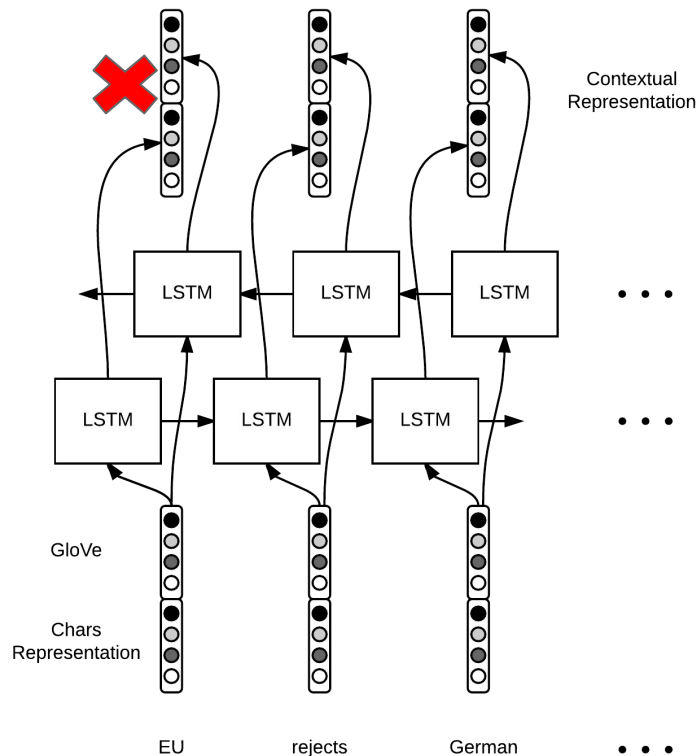 Contextual
Representation
LSTM LSTM LSTM
LSTM LSTM LSTM
GloVe
Chars
Representation
EU rejects German